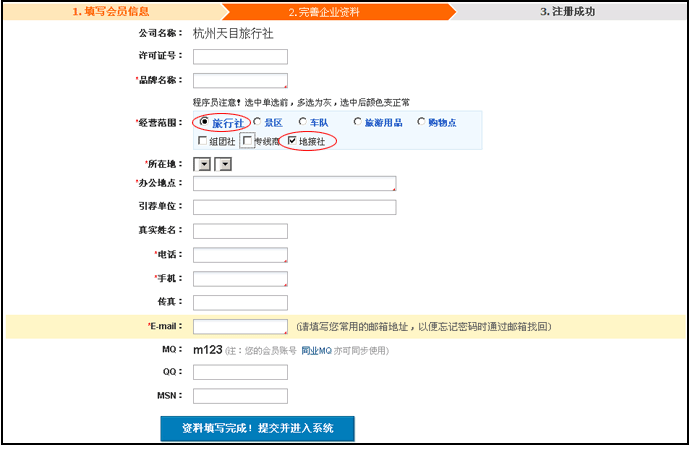 1. 填写会员信息 2. 完善企业资料 3. 注册成功
公司名称： 杭州天目旅行社
许可证号：
*品牌名称：
程序员注意！选中单选前，多选为灰，选中后颜色变正常
*经营范围： 旅行社 景区 车队 旅游用品 购物点
组团社 专线商 地接社
*所在地：
*办公地点：
引荐单位：
真实姓名：
*电话：
*手机：
传真：
*E-mail： (请填写您常用的邮箱地址，以便忘记密码时通过邮箱找回)
MQ： m123 (注：您的会员账号 同业MQ 亦可同步使用)
QQ：
MSN：
资料填写完成！提交并进入系统